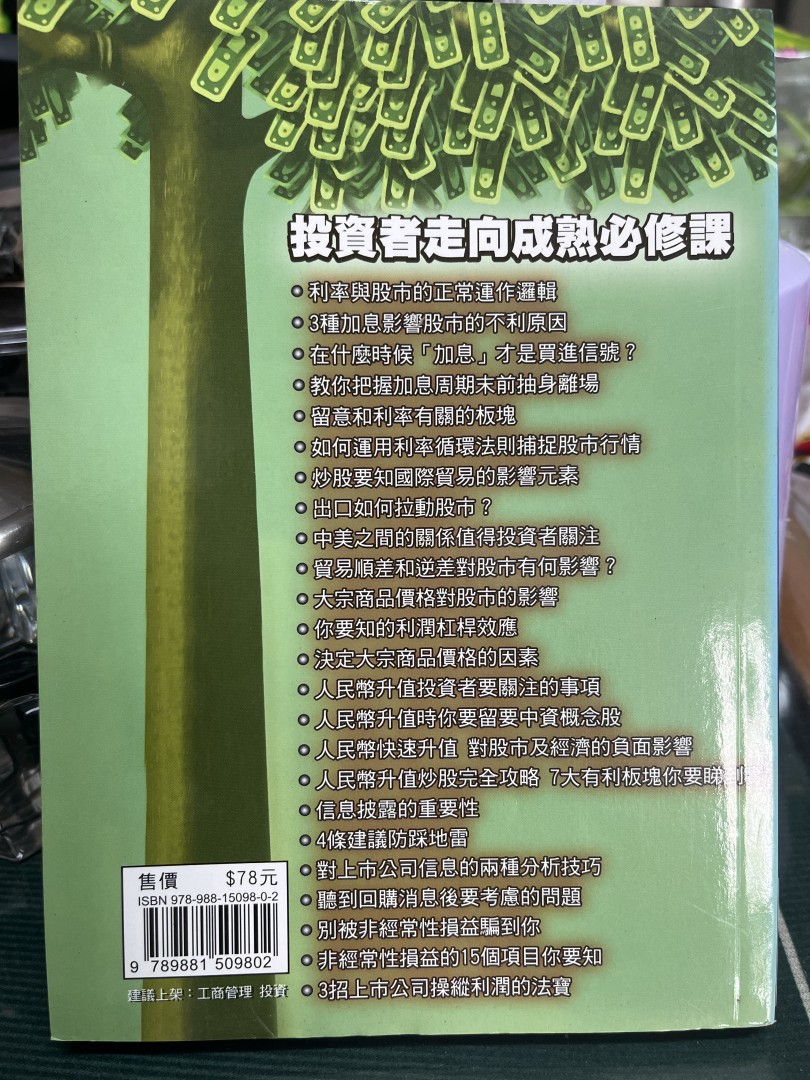 投資者走向成熟必修課
利率與股市的正常運作邏輯
3種加息影響股市的不利原因
在什麼時候「加息」才是買進信號？
教你把握加息周期末前抽身離場
留意和利率有關的板塊
如何運用利率循環法則捕捉股市行情
炒股要知國際貿易的影響元素
出口如何拉動股市？
中美之間的關係值得投資者關注
貿易順差和逆差對股市有何影響？
大宗商品價格對股市的影響
你要知的利潤杠桿效應
決定大宗商品價格的因素
人民幣升值投資者要關注的事項
人民幣升值時你要留要中資概念股
人民幣快速升值 對股市及經濟的負面影響
人民幣升值炒股完全攻略 7大有利板塊你要睇到
信息披露的重要性
4條建議防踩地雷
對上市公司信息的兩種分析技巧
聽到回購消息後要考慮的問題
別被非經常性損益騙到你
非經常性損益的15個項目你要知
3招上市公司操縱利潤的法寶
售價 $78元
ISBN 978-988-15098-0-2
9 789881 509802
建議上架：工商管理 投資